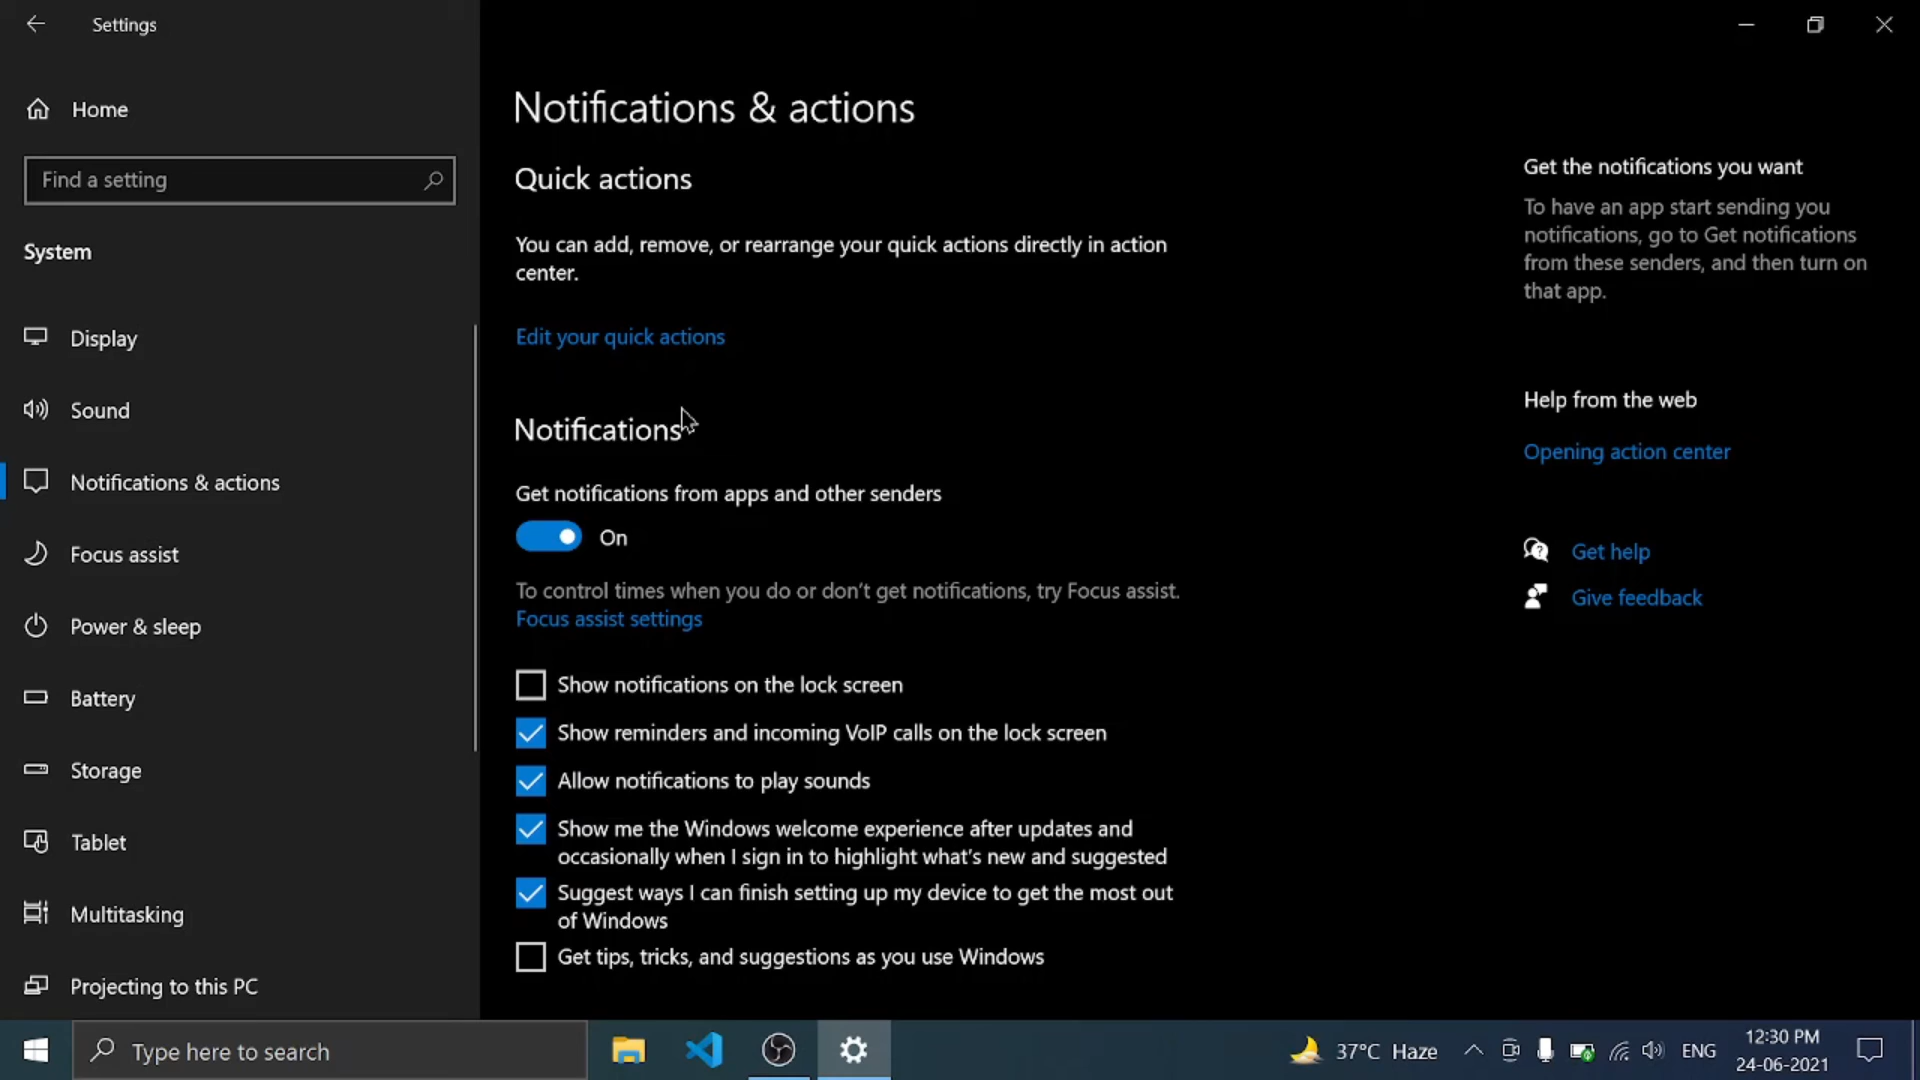 Settings
Home
Find a setting
System
Display
Sound
Notifications & actions
Focus assist
Power & sleep
Battery
Storage
Tablet
Multitasking
Projecting to this PC
Notifications & actions
Quick actions
You can add, remove, or rearrange your quick actions directly in action
center.
Edit your quick actions
Notifications
Get notifications from apps and other senders
On
To control times when you do or don't get notifications, try Focus assist.
Focus assist settings
Show notifications on the lock screen
Show reminders and incoming VoIP calls on the lock screen
Allow notifications to play sounds
Show me the Windows welcome experience after updates and
occasionally when I sign in to highlight what's new and suggested
Suggest ways I can finish setting up my device to get the most out
of Windows
Get tips, tricks, and suggestions as you use Windows
Get the notifications you want
To have an app start sending you
notifications, go to Get notifications
from these senders, and then turn on
that app.
Help from the web
Opening action center
Get help
Give feedback
Type here to search
37°C Haze
ENG
12:30 PM
24-06-2021